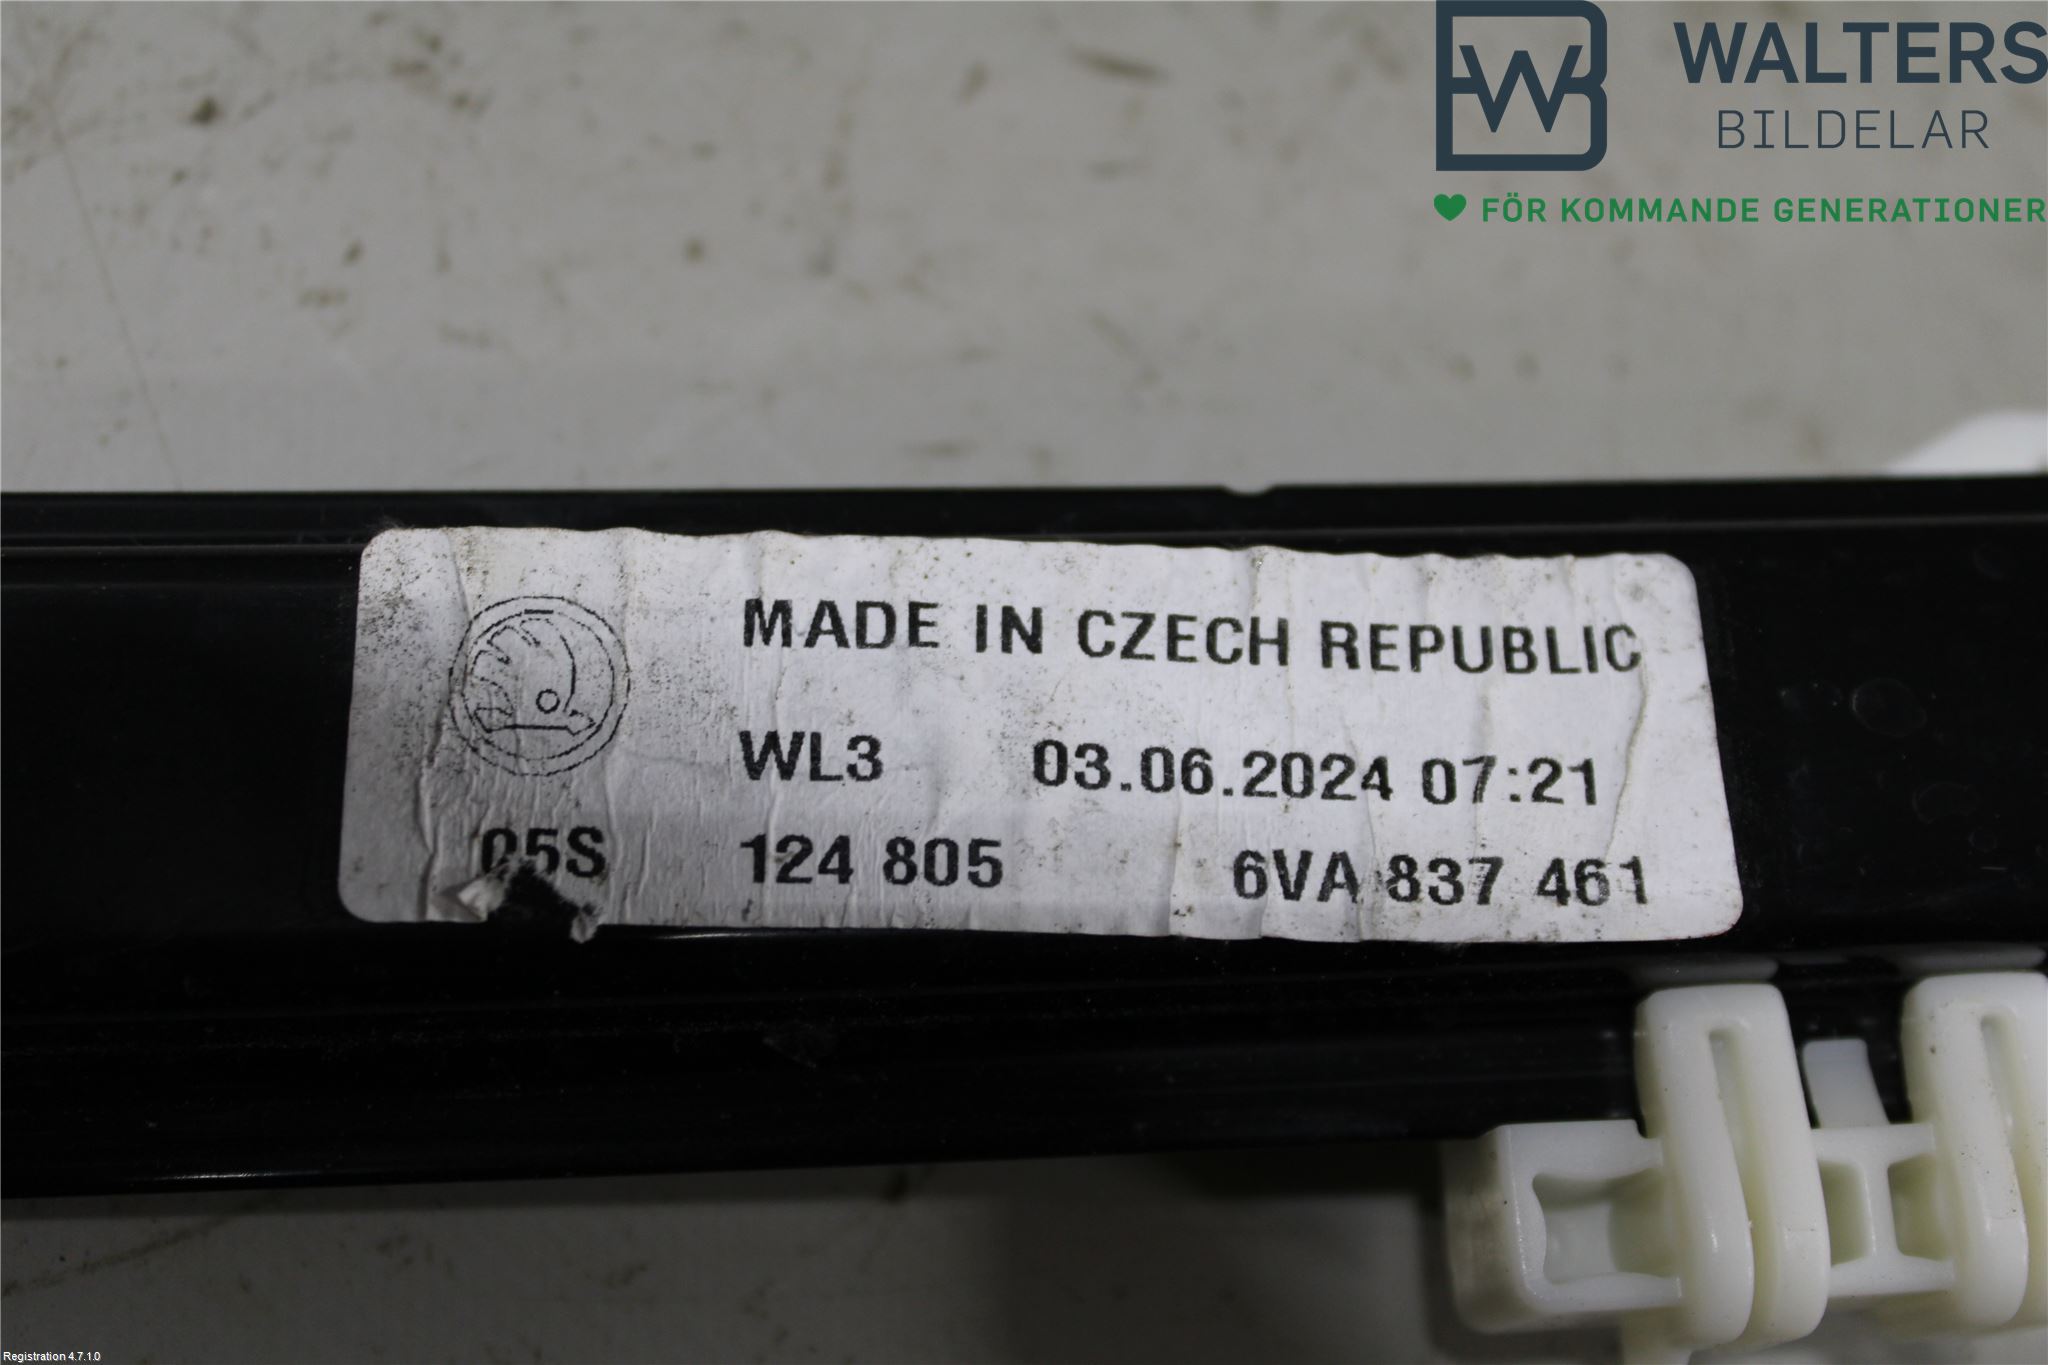 WALTERS
BILDELAR
FÖR KOMMANDE GENERATIONER
MADE IN CZECH REPUBLIC
WL3 03.06.2024 07:21
05S 124 805 6VA 837 461
Registration 4.7.1.0